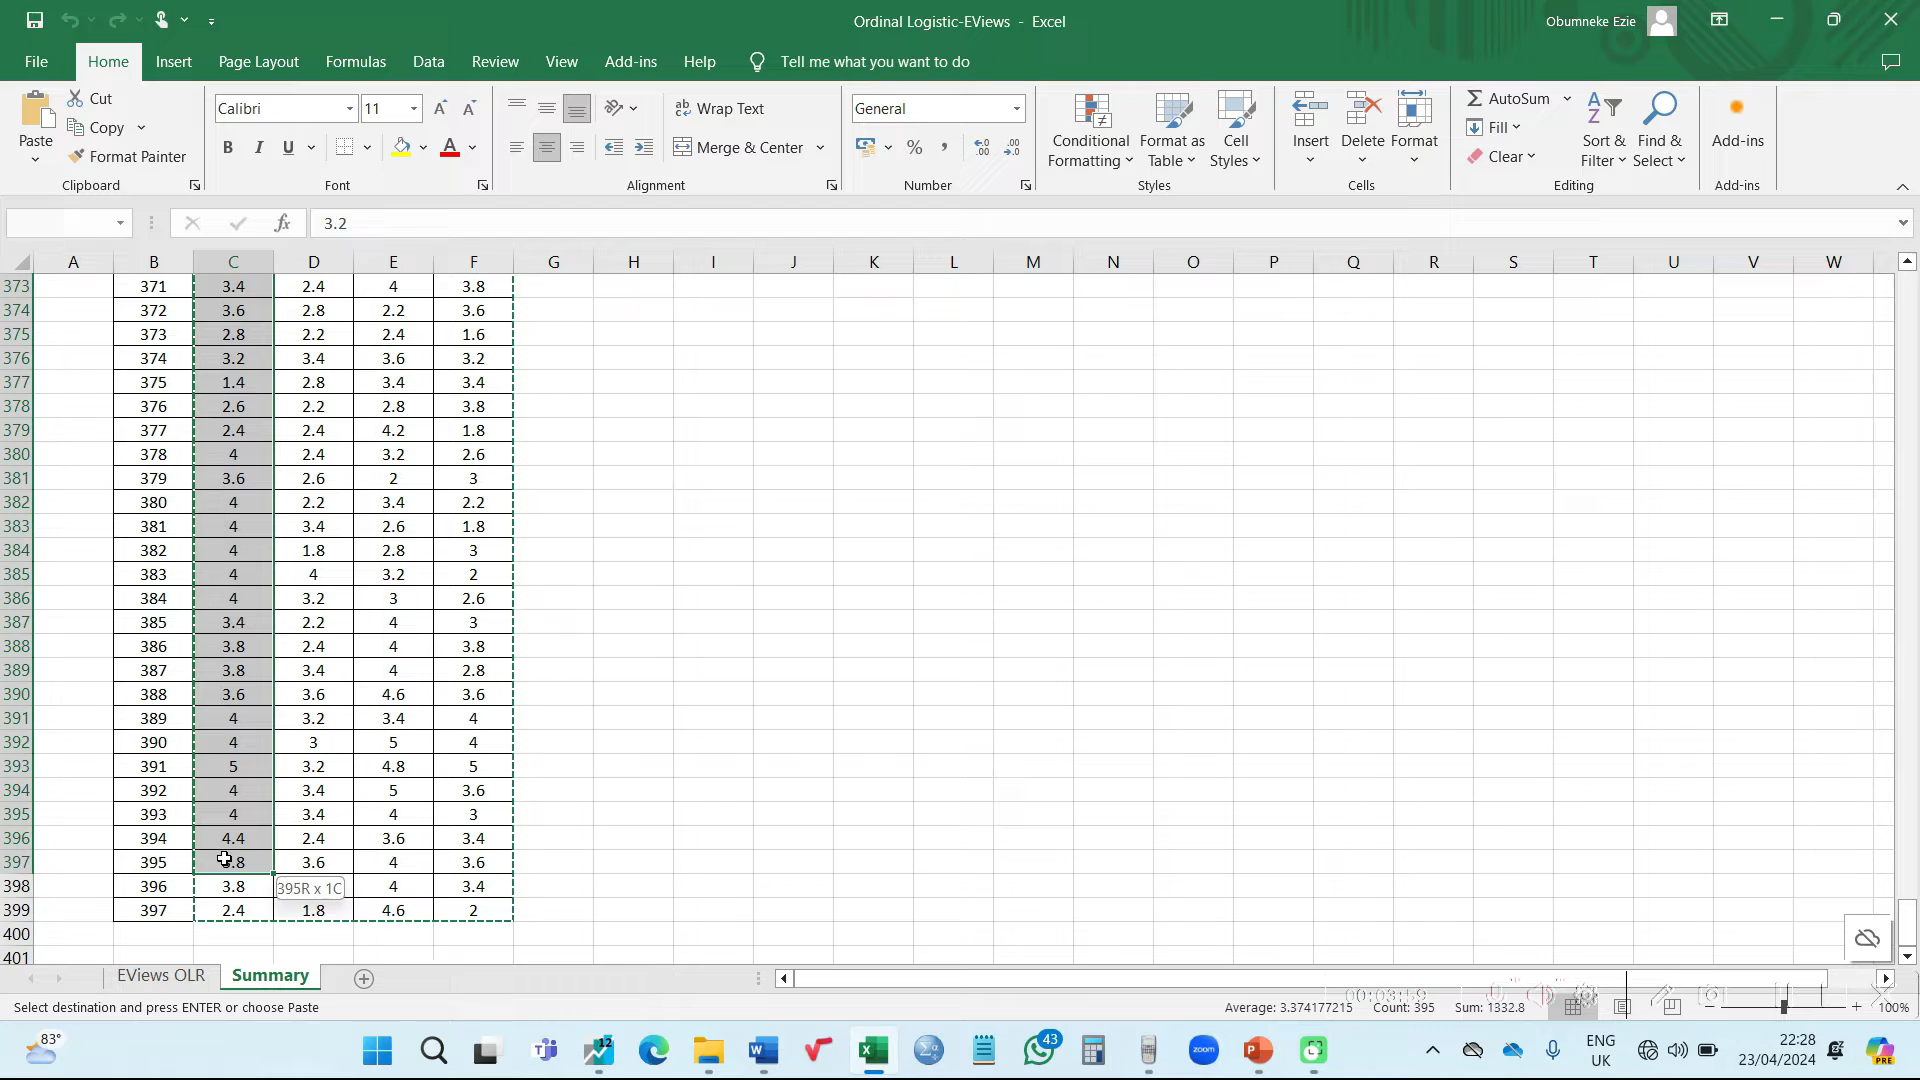 Ordinal Logistic-EViews - Excel
Obumneke Ezie
File Home Insert Page Layout Formulas Data Review View Add-ins Help Tell me what you want to do
Paste
Cut
Copy
Format Painter
Clipboard
Calibri 11
B I U
Font
Wrap Text
Merge & Center
Alignment
General
Number
Conditional Formatting
Format as Table
Cell Styles
Styles
Insert Delete Format
Cells
AutoSum
Fill
Clear
Sort & Filter
Find & Select
Editing
Add-ins
Add-ins
fx 3.2
A B C D E F G H I J K L M N O P Q R S T U V W
373 371 3.4 2.4 4 3.8
374 372 3.6 2.8 2.2 3.6
375 373 2.8 2.2 2.4 1.6
376 374 3.2 3.4 3.6 3.2
377 375 1.4 2.8 3.4 3.4
378 376 2.6 2.2 2.8 3.8
379 377 2.4 2.4 4.2 1.8
380 378 4 2.4 3.2 2.6
381 379 3.6 2.6 2 3
382 380 4 2.2 3.4 2.2
383 381 4 3.4 2.6 1.8
384 382 4 1.8 2.8 3
385 383 4 4 3.2 2
386 384 4 3.2 3 2.6
387 385 3.4 2.2 4 3
388 386 3.8 2.4 4 3.8
389 387 3.8 3.4 4 2.8
390 388 3.6 3.6 4.6 3.6
391 389 4 3.2 3.4 4
392 390 4 3 5 4
393 391 5 3.2 4.8 5
394 392 4 3.4 5 3.6
395 393 4 3.4 4 3
396 394 4.4 2.4 3.6 3.4
397 395 3.6 4 3.6
398 396 3.8 395R x 1C 4 3.4
399 397 2.4 1.8 4.6 2
400
401
EViews OLR Summary
Select destination and press ENTER or choose Paste
Average: 3.374177215 Count: 395 Sum: 1332.8
00:03:59
100%
83°
12
43
zoom
ENG
UK
22:28
23/04/2024
PRE